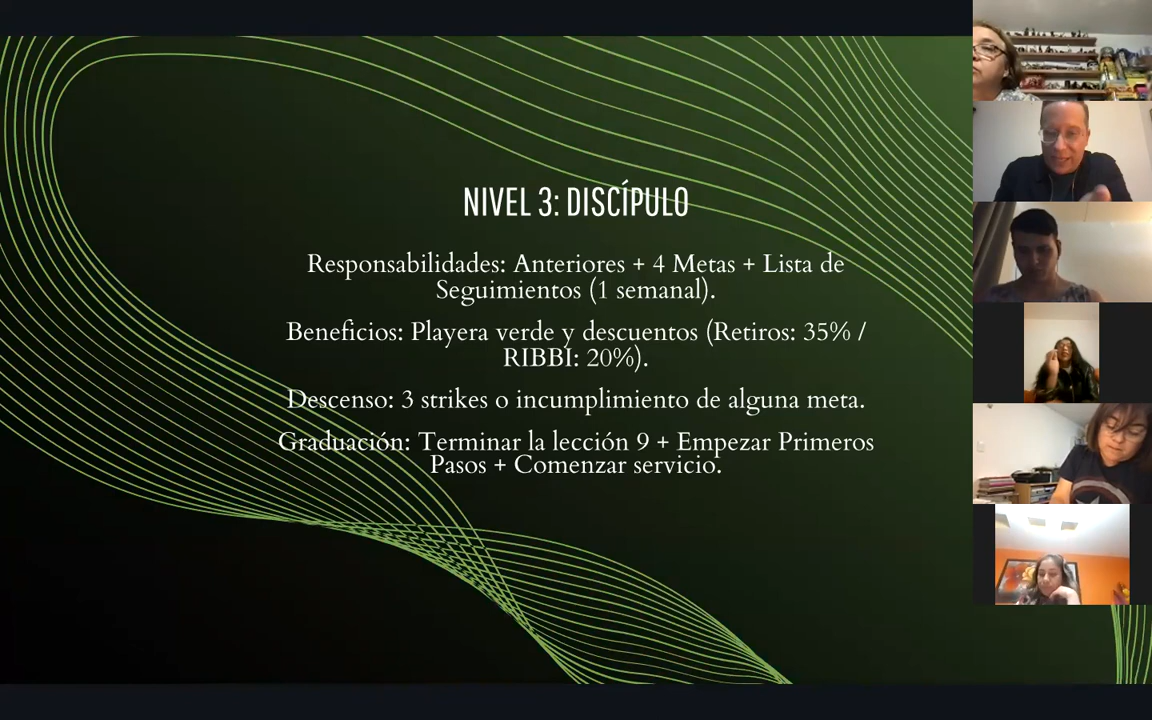 NIVEL 3: DISCÍPULO
Responsabilidades: Anteriores + 4 Metas + Lista de
Seguimientos (1 semanal).
Beneficios: Playera verde y descuentos (Retiros: 35% /
RIBBI: 20%).
Descenso: 3 strikes o incumplimiento de alguna meta.
Graduación: Terminar la lección 9 + Empezar Primeros
Pasos + Comenzar servicio.